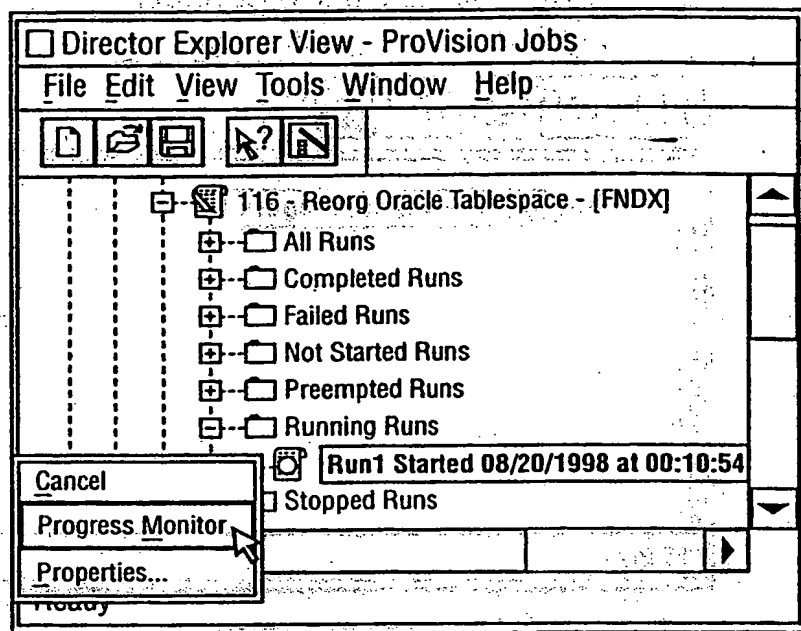 Director Explorer View - ProVision Jobs
File Edit View Tools Window Help
?
116 - Reorg Oracle Tablespace - [FNDX]
All Runs
Completed Runs
Failed Runs
Not Started Runs
Preempted Runs
Running Runs
Run1 Started 08/20/1998 at 00:10:54
Stopped Runs
Cancel
Progress Monitor
Properties...
Ready